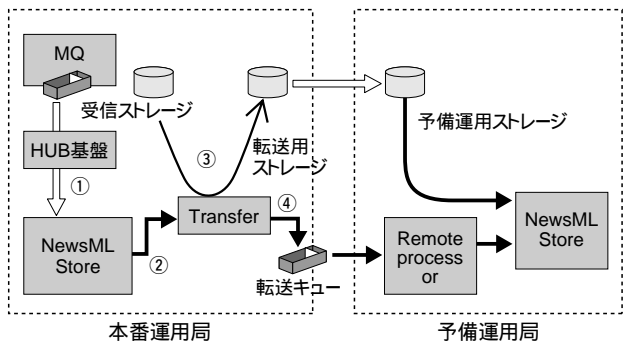 MQ
受信ストレージ
HUB基盤
①
③
転送用
ストレージ
予備運用ストレージ
NewsML
Store
②
Transfer
④
転送キュー
Remote
process
or
NewsML
Store
本番運用局
予備運用局